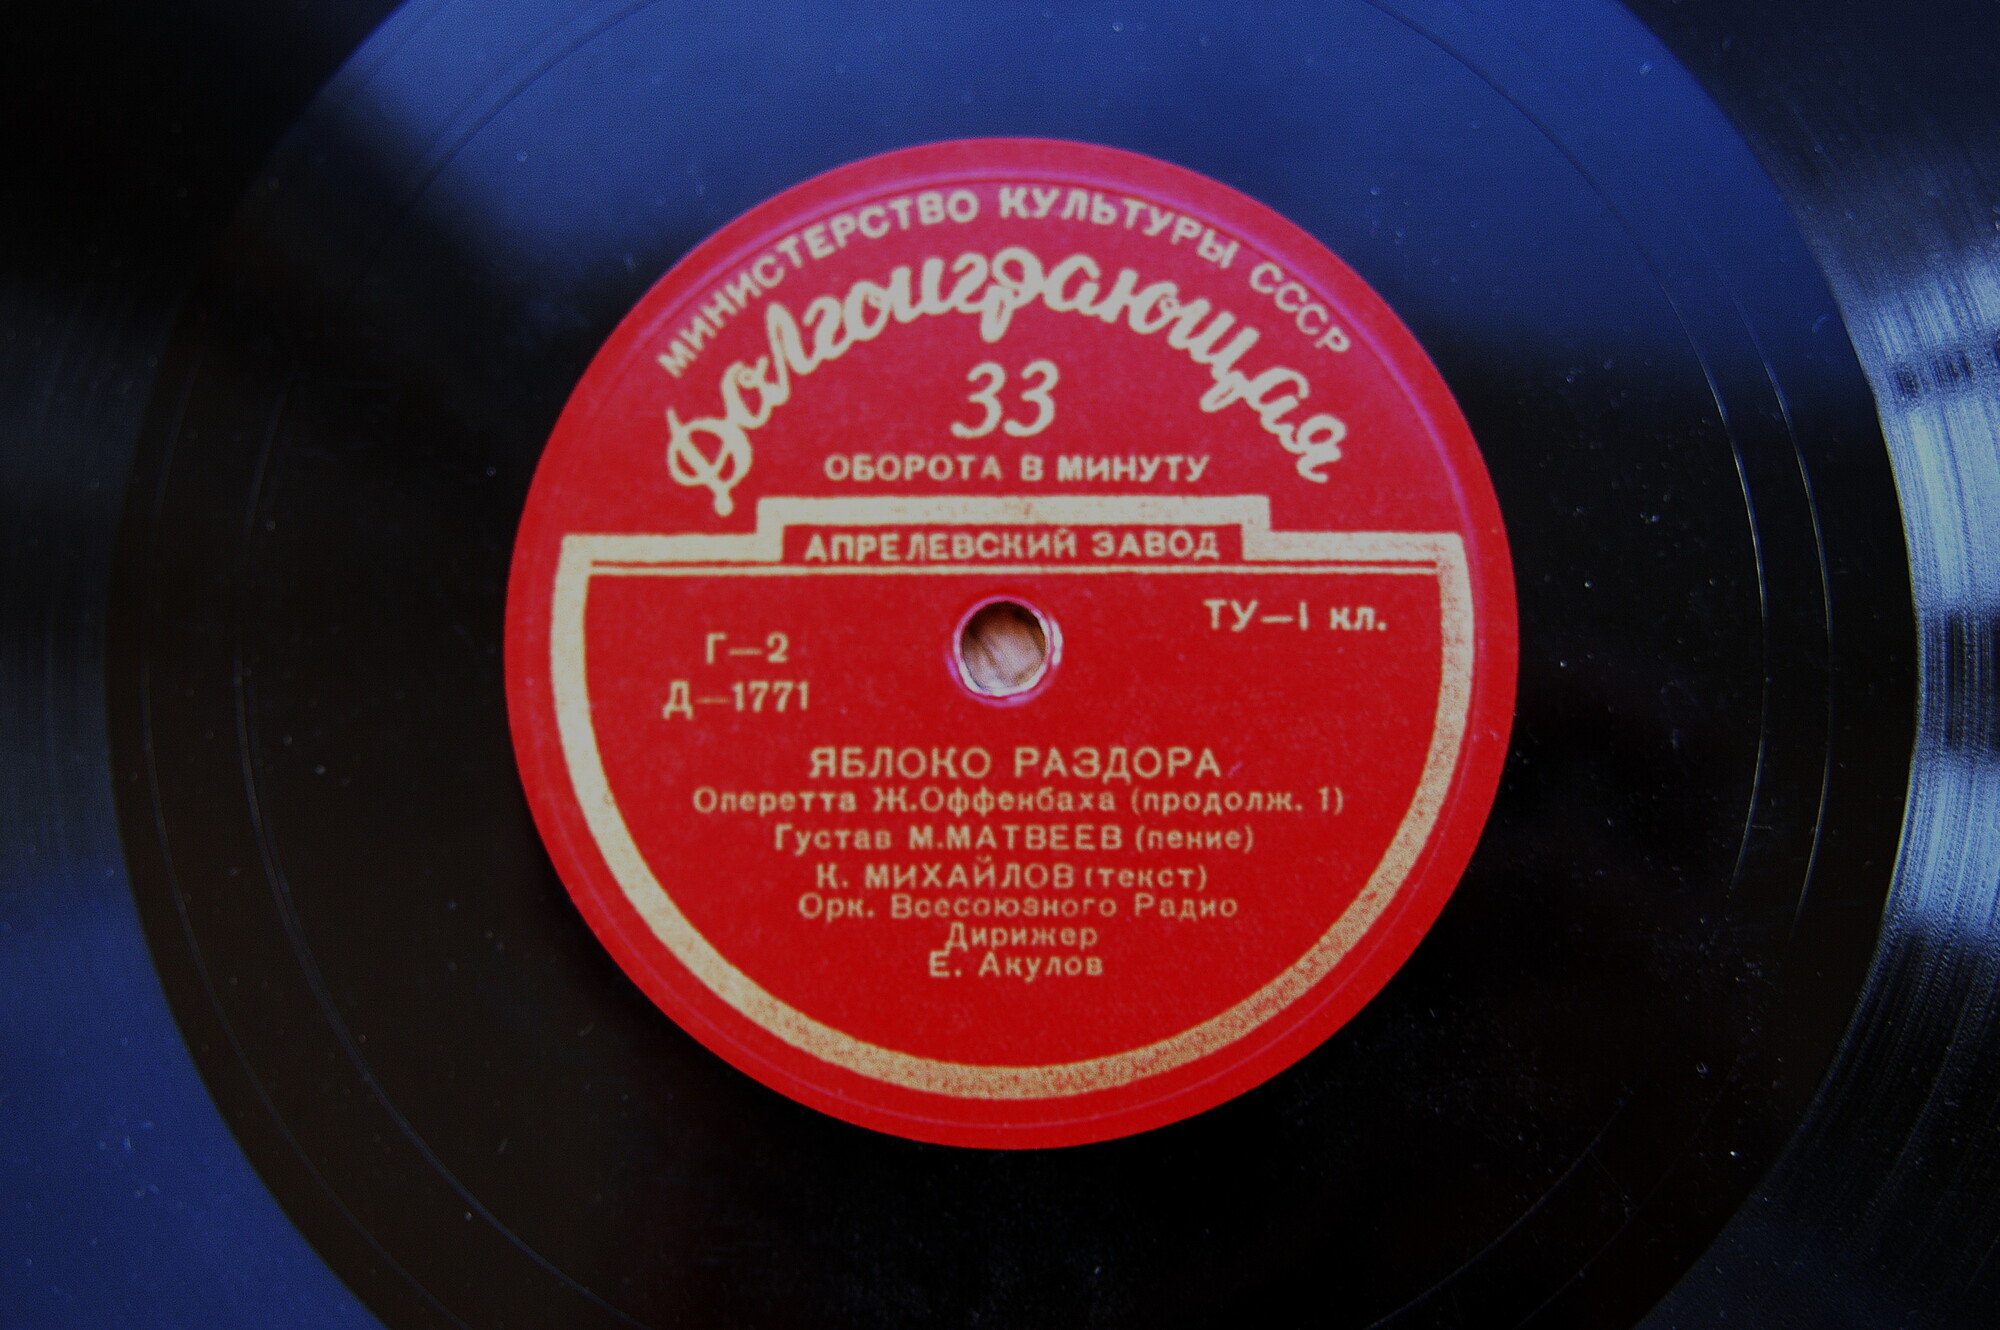 МИНИСТЕРСТВО КУЛЬТУРЫ СССР
Долгоиграющая
33
ОБОРОТА В МИНУТУ
АПРЕЛЕВСКИЙ ЗАВОД
ТУ—I кл.
Г—2
Д—1771
ЯБЛОКО РАЗДОРА
Оперетта Ж.Оффенбаха (продолж. 1)
Густав М.МАТВЕЕВ (пение)
К. МИХАЙЛОВ (текст)
Орк. Всесоюзного Радио
Дирижер
Е. Акулов